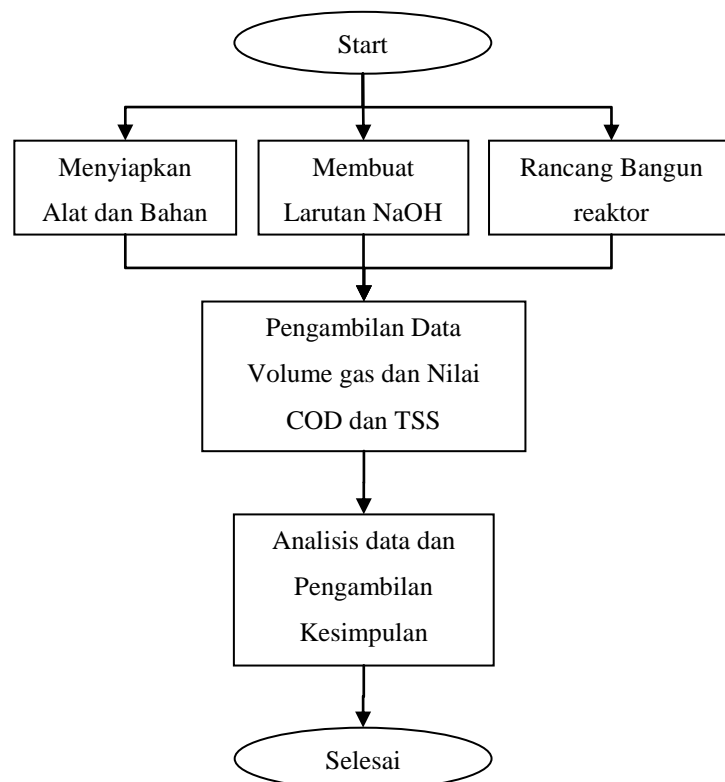 Start
Menyiapkan
Alat dan Bahan
Membuat
Larutan NaOH
Rancang Bangun
reaktor
Pengambilan Data
Volume gas dan Nilai
COD dan TSS
Analisis data dan
Pengambilan
Kesimpulan
Selesai